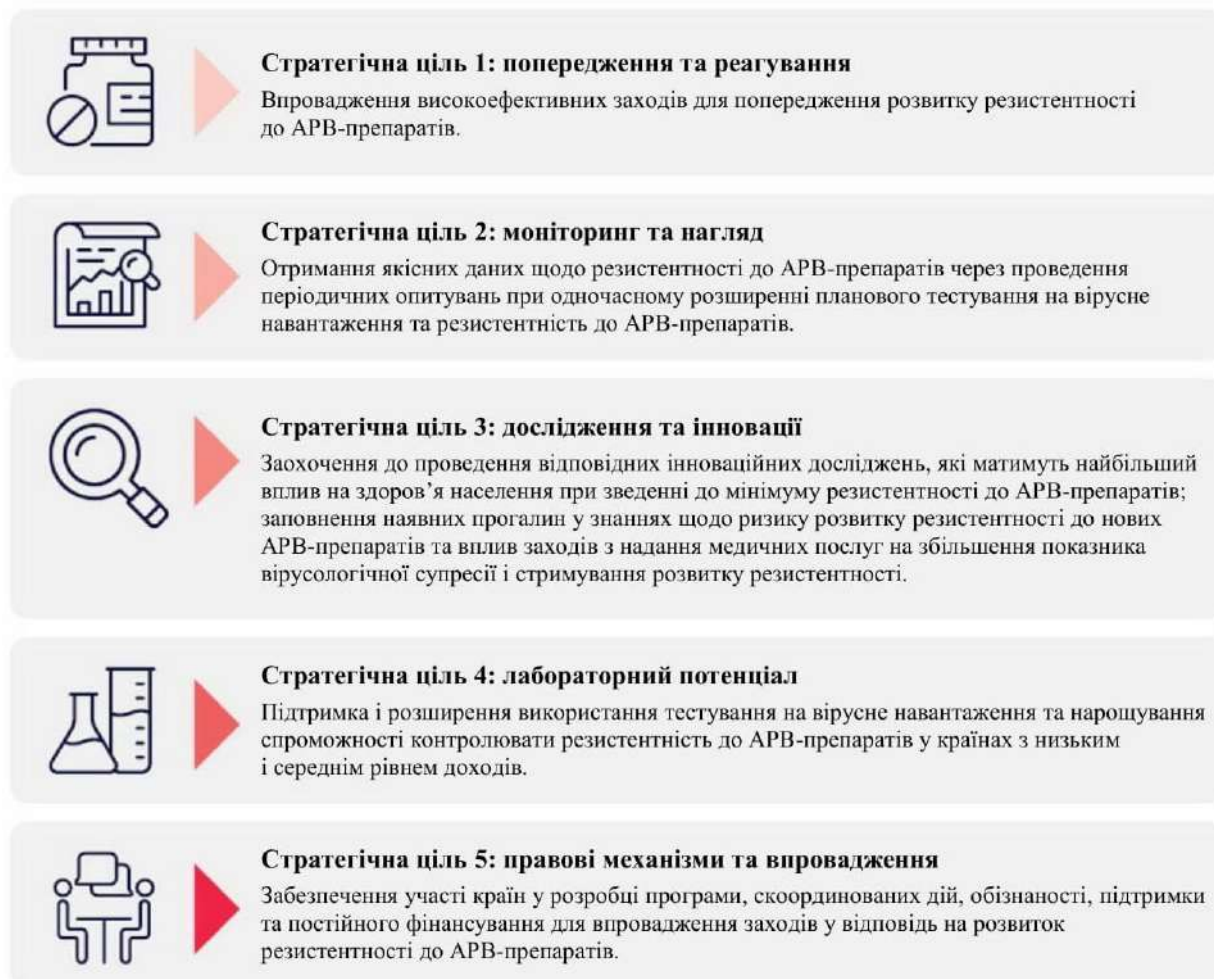 Стратегічна ціль 1: попередження та реагування
Впровадження високоефективних заходів для попередження розвитку резистентності
до АРВ-препаратів.
Стратегічна ціль 2: моніторинг та нагляд
Отримання якісних даних щодо резистентності до АРВ-препаратів через проведення
періодичних опитувань при одночасному розширенні планового тестування на вірусне
навантаження та резистентність до АРВ-препаратів.
Стратегічна ціль 3: дослідження та інновації
Заохочення до проведення відповідних інноваційних досліджень, які матимуть найбільший
вплив на здоров’я населення при зведенні до мінімуму резистентності до АРВ-препаратів;
заповнення наявних прогалин у знаннях щодо ризику розвитку резистентності до нових
АРВ-препаратів та вплив заходів з надання медичних послуг на збільшення показника
вірусологічної супресії і стримування розвитку резистентності.
Стратегічна ціль 4: лабораторний потенціал
Підтримка і розширення використання тестування на вірусне навантаження та нарощування
спроможності контролювати резистентність до АРВ-препаратів у країнах з низьким
і середнім рівнем доходів.
Стратегічна ціль 5: правові механізми та впровадження
Забезпечення участі країн у розробці програми, скоординованих дій, обізнаності, підтримки
та постійного фінансування для впровадження заходів у відповідь на розвиток
резистентності до АРВ-препаратів.